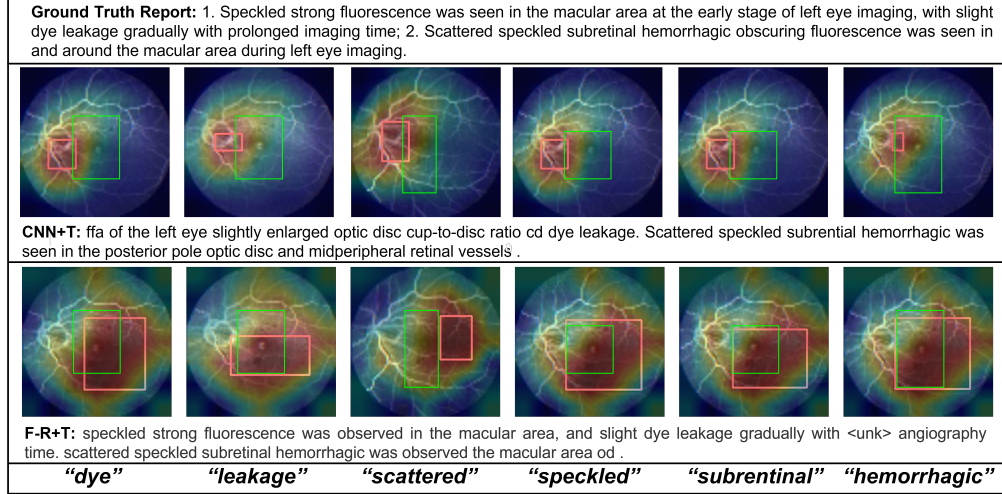 Ground Truth Report: 1. Speckled strong fluorescence was seen in the macular area at the early stage of left eye imaging, with slight
dye leakage gradually with prolonged imaging time; 2. Scattered speckled subretinal hemorrhagic obscuring fluorescence was seen in
and around the macular area during left eye imaging.
CNN+T: ffa of the left eye slightly enlarged optic disc cup-to-disc ratio cd dye leakage. Scattered speckled subrential hemorrhagic was
seen in the posterior pole optic disc and midperipheral retinal vessels .
F-R+T: speckled strong fluorescence was observed in the macular area, and slight dye leakage gradually with <unk> angiography
time. scattered speckled subretinal hemorrhagic was observed the macular area od .
“dye” “leakage” “scattered” “speckled” “subrentinal” “hemorrhagic”